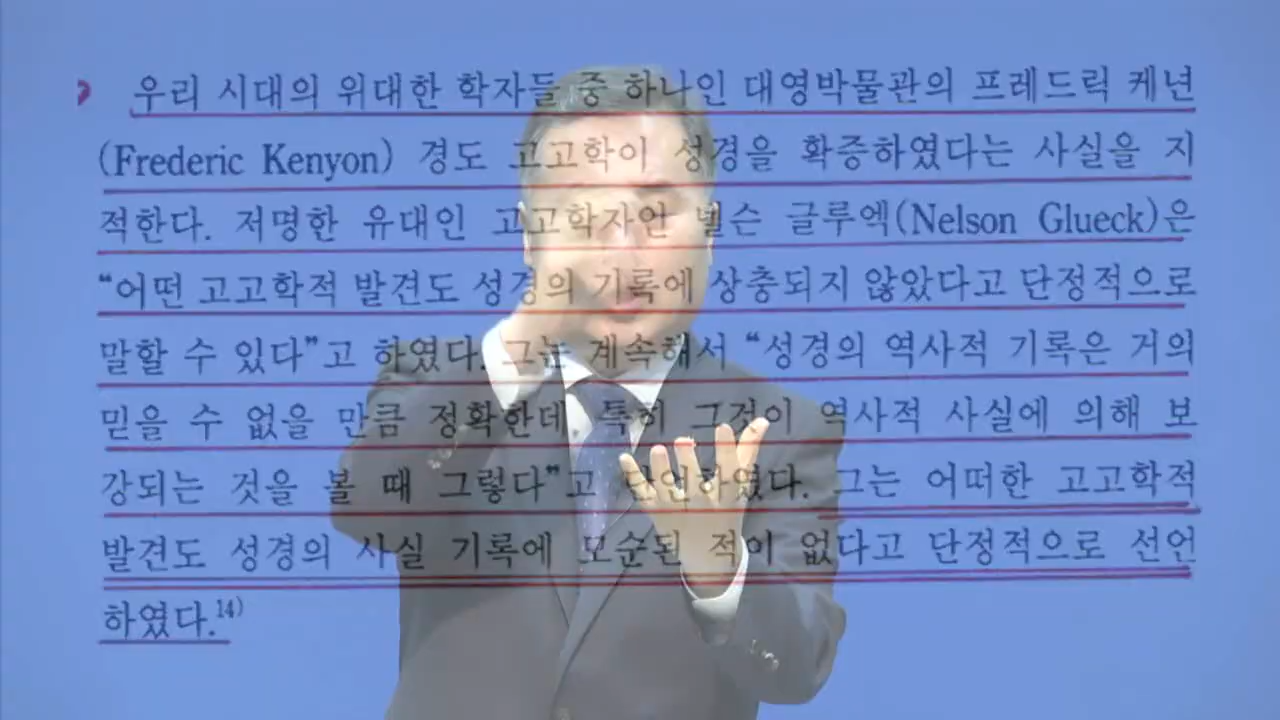 우리 시대의 위대한 학자들 중 하나인 대영박물관의 프레드릭 케년
(Frederic Kenyon) 경도 고고학이 성경을 확증하였다는 사실을 지
적한다. 저명한 유대인 고고학자인 넬슨 글루엑(Nelson Glueck)은
“어떤 고고학적 발견도 성경의 기록에 상충되지 않았다고 단정적으로
말할 수 있다”고 하였다. 그는 계속해서 “성경의 역사적 기록은 거의
믿을 수 없을 만큼 정확한데 특히 그것이 역사적 사실에 의해 보
강되는 것을 볼 때 그렇다”고 단언하였다. 그는 어떠한 고고학적
발견도 성경의 사실 기록에 모순된 적이 없다고 단정적으로 선언
하였다.14)